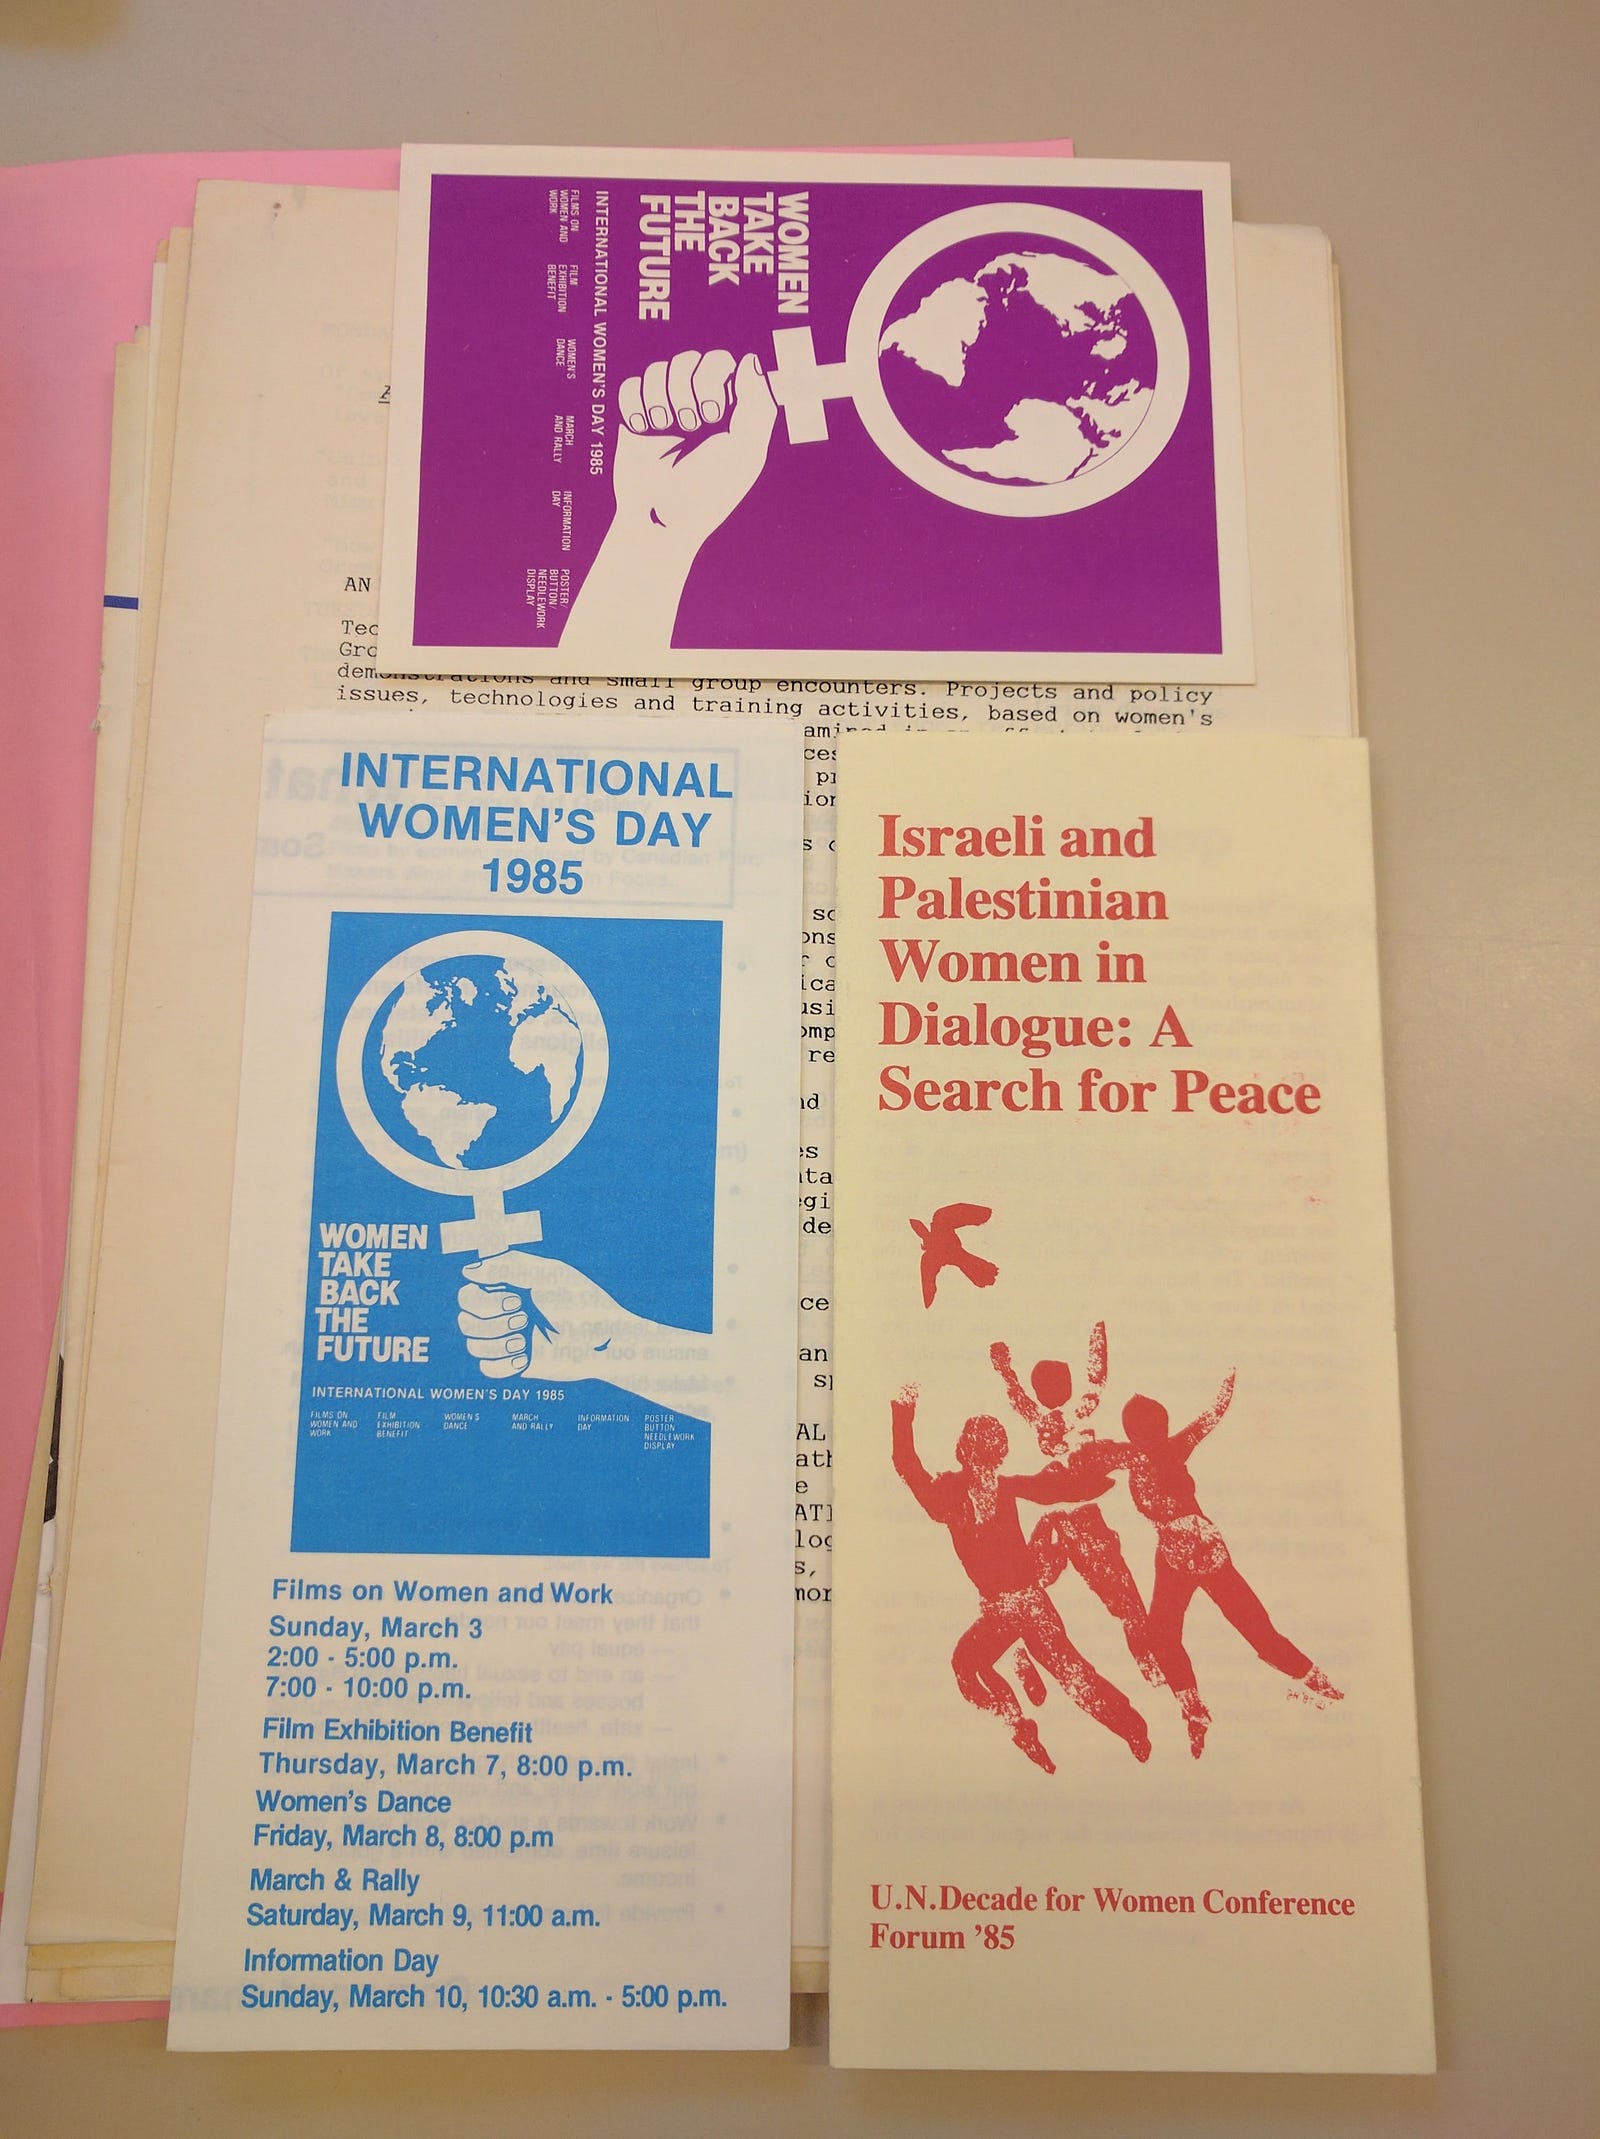 WOMEN
TAKE
BACK
THE
FUTURE
INTERNATIONAL WOMEN'S DAY 1985
FILMS ON
WOMEN AND
WORK
FILM
EXHIBITION
BENEFIT
WOMEN'S
DANCE
MARCH
AND RALLY
INFORMATION
DAY
POSTER/
BUTTON/
NEEDLEWORK
DISPLAY
AN
Tec
Gro
demonstrations and small group encounters. Projects and policy
issues, technologies and training activities, based on women's
INTERNATIONAL
WOMEN'S DAY
1985
WOMEN
TAKE
BACK
THE
FUTURE
INTERNATIONAL WOMEN'S DAY 1985
FILMS ON
WOMEN AND
WORK
FILM
EXHIBITION
BENEFIT
WOMEN'S
DANCE
MARCH
AND RALLY
INFORMATION
DAY
POSTER
BUTTON
NEEDLEWORK
DISPLAY
Films on Women and Work
Sunday, March 3
2:00 - 5:00 p.m.
7:00 - 10:00 p.m.
Film Exhibition Benefit
Thursday, March 7, 8:00 p.m.
Women's Dance
Friday, March 8, 8:00 p.m
March & Rally
Saturday, March 9, 11:00 a.m.
Information Day
Sunday, March 10, 10:30 a.m. - 5:00 p.m.
Israeli and
Palestinian
Women in
Dialogue: A
Search for Peace
U.N.Decade for Women Conference
Forum '85